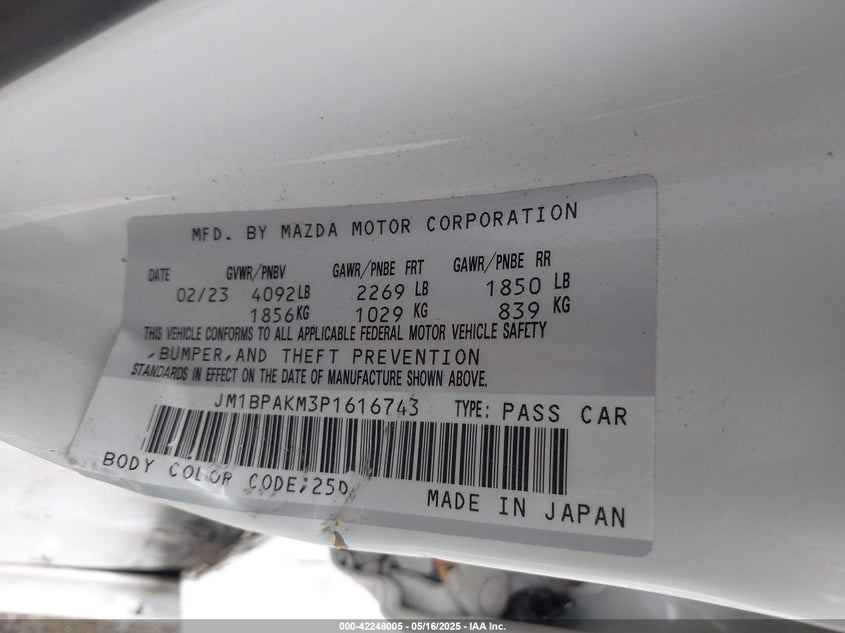 MFD. BY MAZDA MOTOR CORPORATION
DATE GVWR/PNBV GAWR/PNBE FRT GAWR/PNBE RR
02/23 4092LB 2269 LB 1850 LB
1856KG 1029 KG 839 KG
THIS VEHICLE CONFORMS TO ALL APPLICABLE FEDERAL MOTOR VEHICLE SAFETY
,BUMPER,AND THEFT PREVENTION
STANDARDS IN EFFECT ON THE DATE OF MANUFACTURE SHOWN ABOVE.
JM1BPAKM3P1616743 TYPE: PASS CAR
BODY COLOR CODE;25D
MADE IN JAPAN
000-42248005 - 05/16/2025 - IAA Inc.